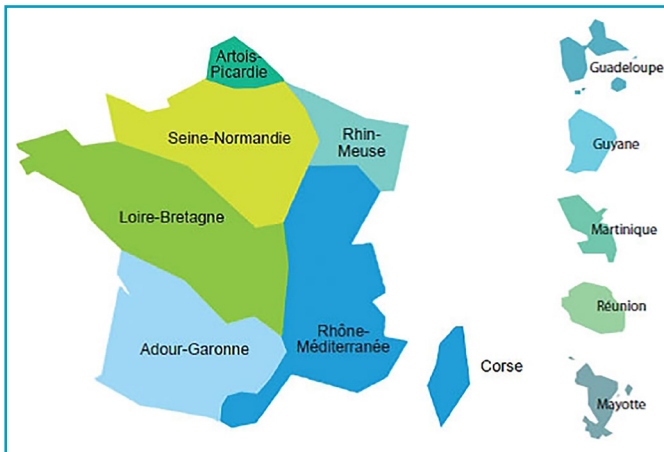 Artois-
Picardie
Seine-Normandie
Rhin-
Meuse
Loire-Bretagne
Adour-Garonne
Rhône-
Méditerranée
Corse
Guadeloupe
Guyane
Martinique
Réunion
Mayotte